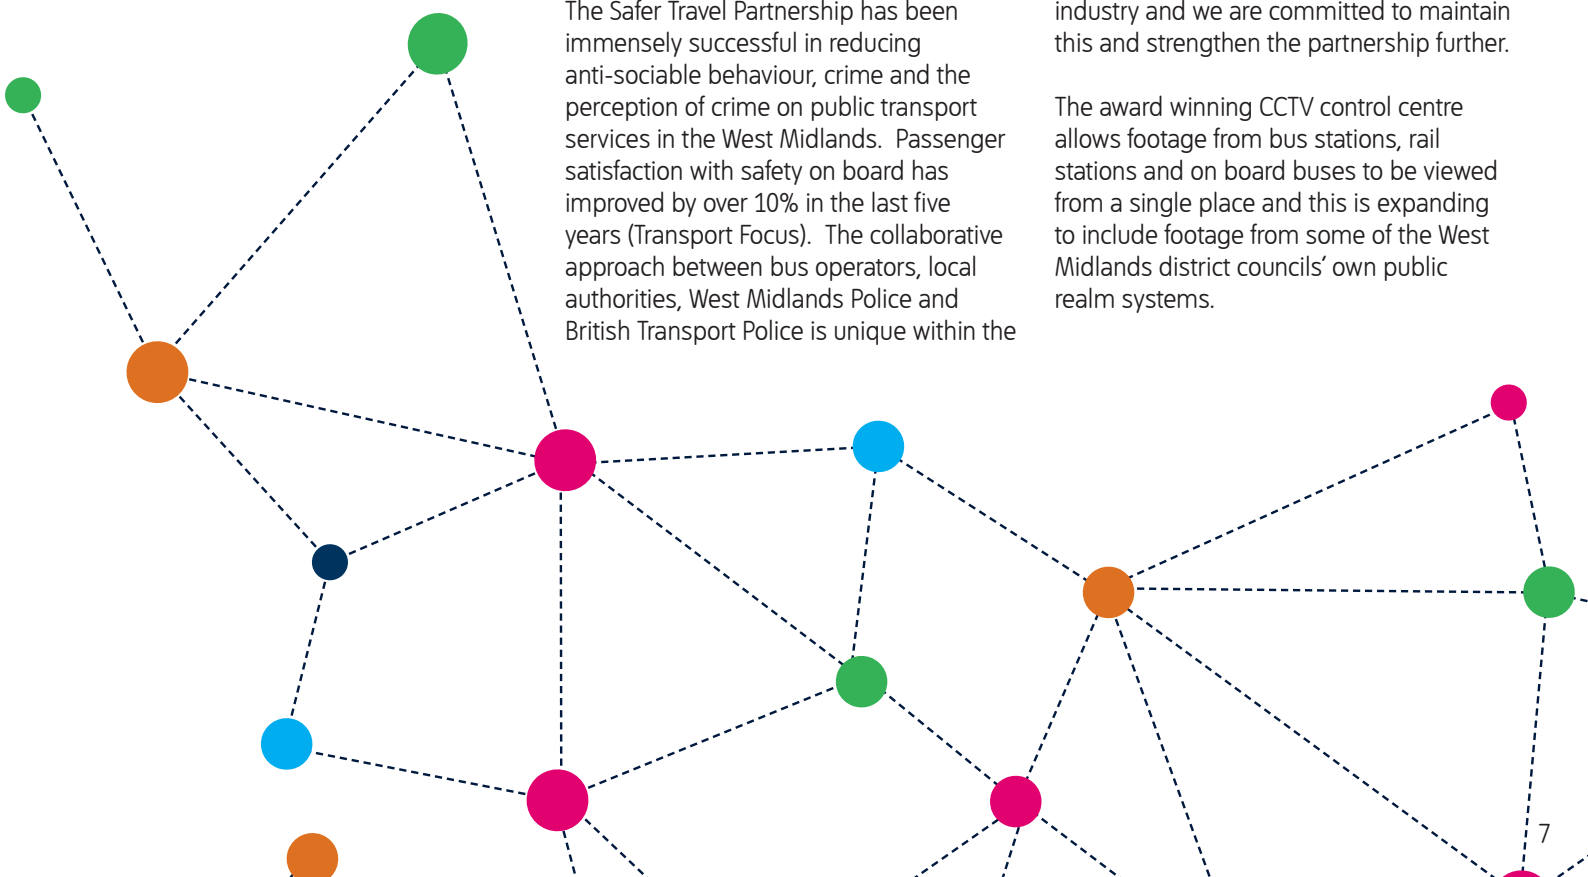 The Safer Travel Partnership has been
immensely successful in reducing
anti-sociable behaviour, crime and the
perception of crime on public transport
services in the West Midlands.  Passenger
satisfaction with safety on board has
improved by over 10% in the last five
years (Transport Focus).  The collaborative
approach between bus operators, local
authorities, West Midlands Police and
British Transport Police is unique within the
industry and we are committed to maintain
this and strengthen the partnership further.
The award winning CCTV control centre
allows footage from bus stations, rail
stations and on board buses to be viewed
from a single place and this is expanding
to include footage from some of the West
Midlands district councils’ own public
realm systems.
7